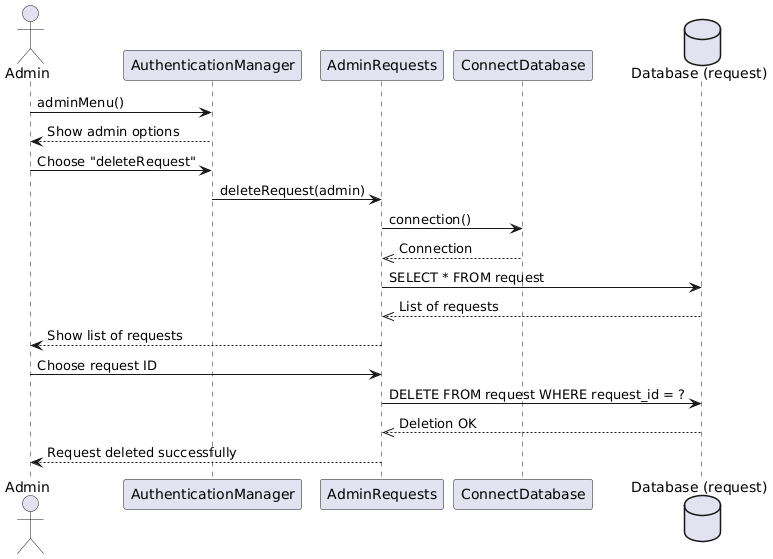 Admin
AuthenticationManager
AdminRequests
ConnectDatabase
Database (request)
adminMenu()
Show admin options
Choose "deleteRequest"
deleteRequest(admin)
connection()
Connection
SELECT * FROM request
List of requests
Show list of requests
Choose request ID
DELETE FROM request WHERE request_id = ?
Deletion OK
Request deleted successfully
Admin
AuthenticationManager
AdminRequests
ConnectDatabase
Database (request)